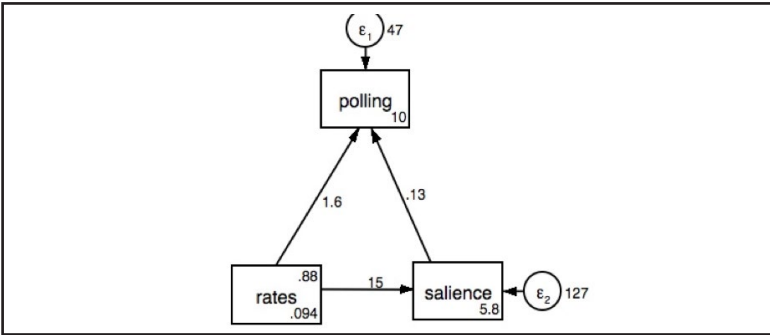 ε1 47
polling
10
1.6
.13
.88
rates
.094
15
salience
5.8
ε2 127